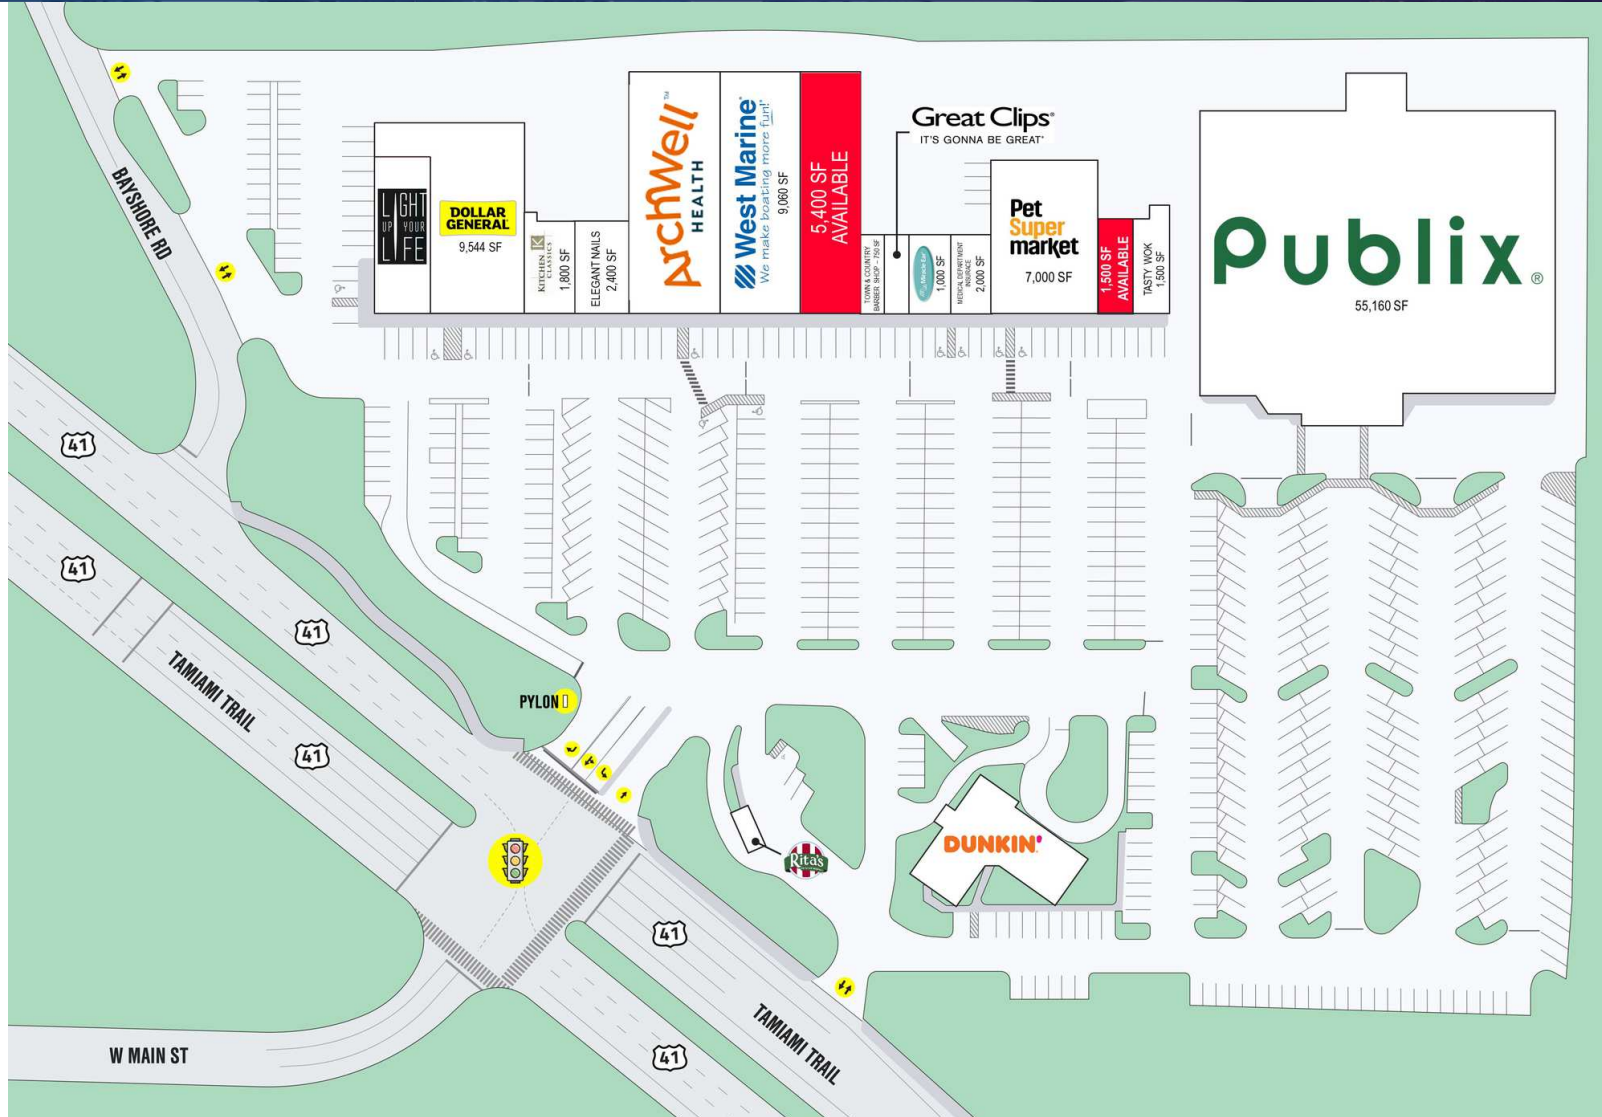 BAYSHORE RD
LIGHT
UP YOUR
LIFE
DOLLAR
GENERAL
9,544 SF
KITCHEN K
CLASSICS
1,800 SF
ELEGANT NAILS
2,400 SF
ArchWell™
HEALTH
West Marine®
We make boating more fun!®
9,060 SF
5,400 SF
AVAILABLE
TOWN & COUNTRY
BARBER SHOP – 750 SF
Great Clips®
IT'S GONNA BE GREAT®
Miracle-Ear
1,000 SF
MEDICAL DEPARTMENT
INSURACE
2,000 SF
Pet
Super
market
7,000 SF
1,500 SF
AVAILABLE
TASTY WOK
1,500 SF
Publix®
55,160 SF
41
41
41
TAMIAMI TRAIL
41
PYLON
DUNKIN'
Rita's
41
TAMIAMI TRAIL
41
W MAIN ST